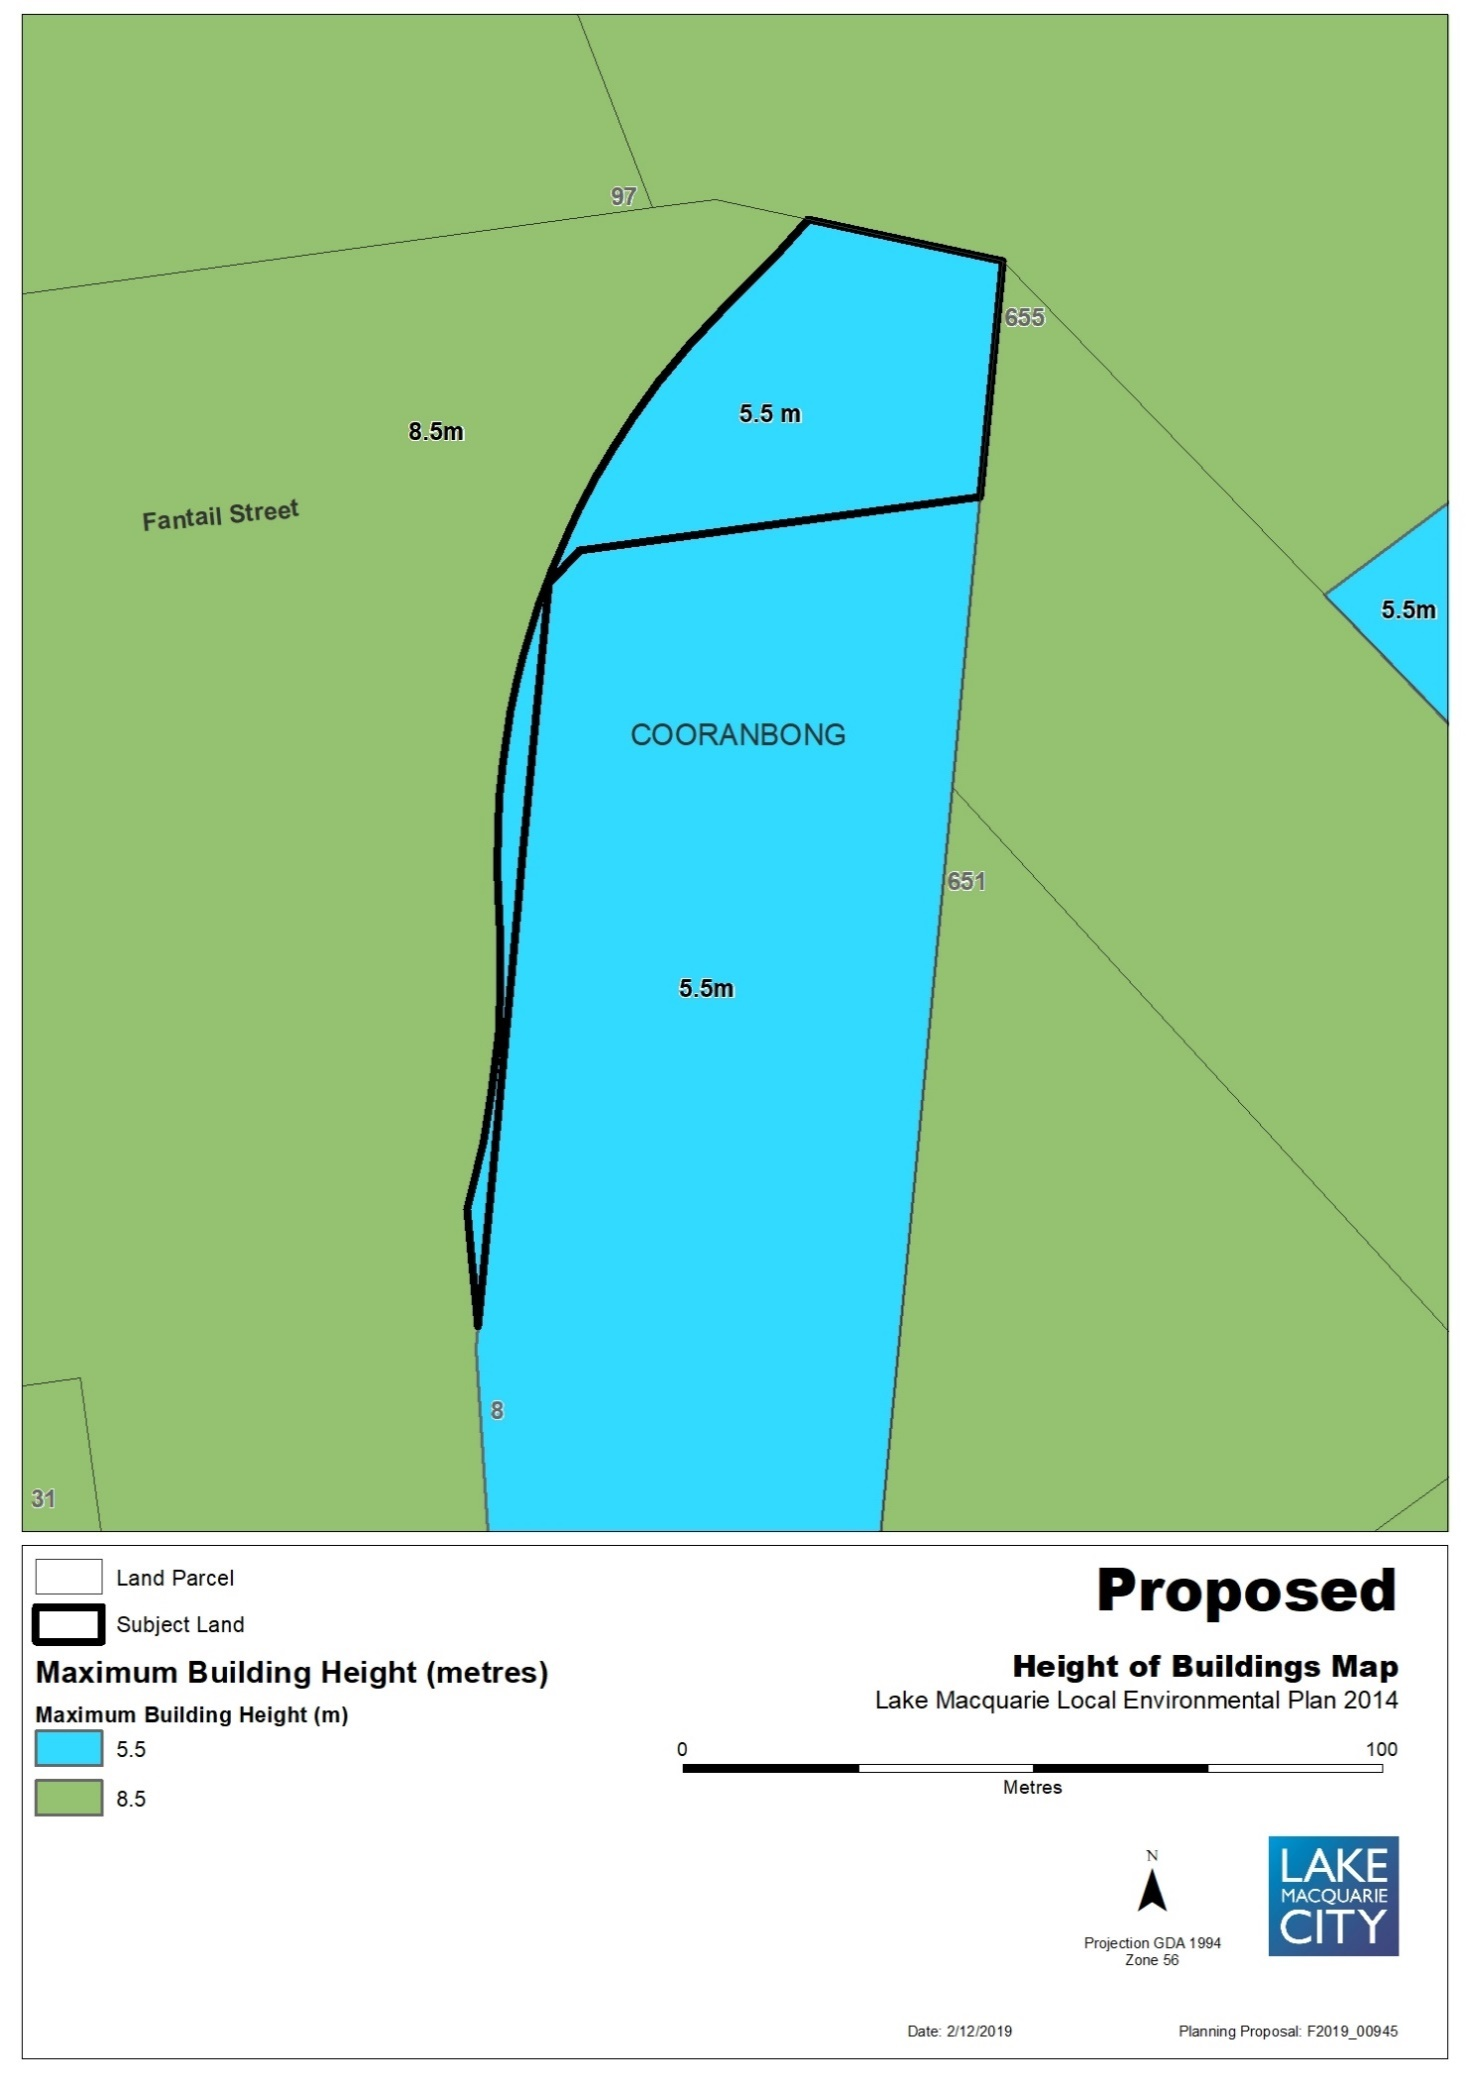 97
655
5.5 m
8.5m
Fantail Street
5.5m
COORANBONG
651
5.5m
8
31
Land Parcel
Subject Land
Maximum Building Height (metres)
Maximum Building Height (m)
5.5
8.5
Proposed
Height of Buildings Map
Lake Macquarie Local Environmental Plan 2014
0 100
Metres
N
Projection GDA 1994
Zone 56
LAKE
MACQUARIE
CITY
Date: 2/12/2019
Planning Proposal: F2019_00945